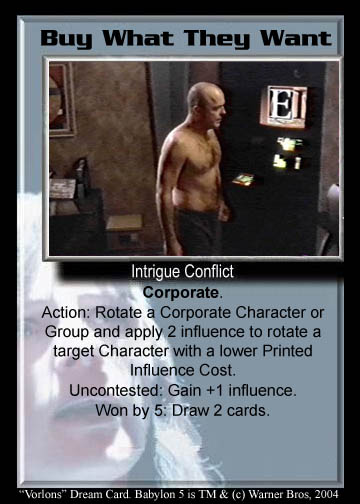 Buy What They Want
E
Intrigue Conflict
Corporate.
Action: Rotate a Corporate Character or
Group and apply 2 influence to rotate a
target Character with a lower Printed
Influence Cost.
Uncontested: Gain +1 influence.
Won by 5: Draw 2 cards.
“Vorlons” Dream Card. Babylon 5 is TM & (c) Warner Bros, 2004